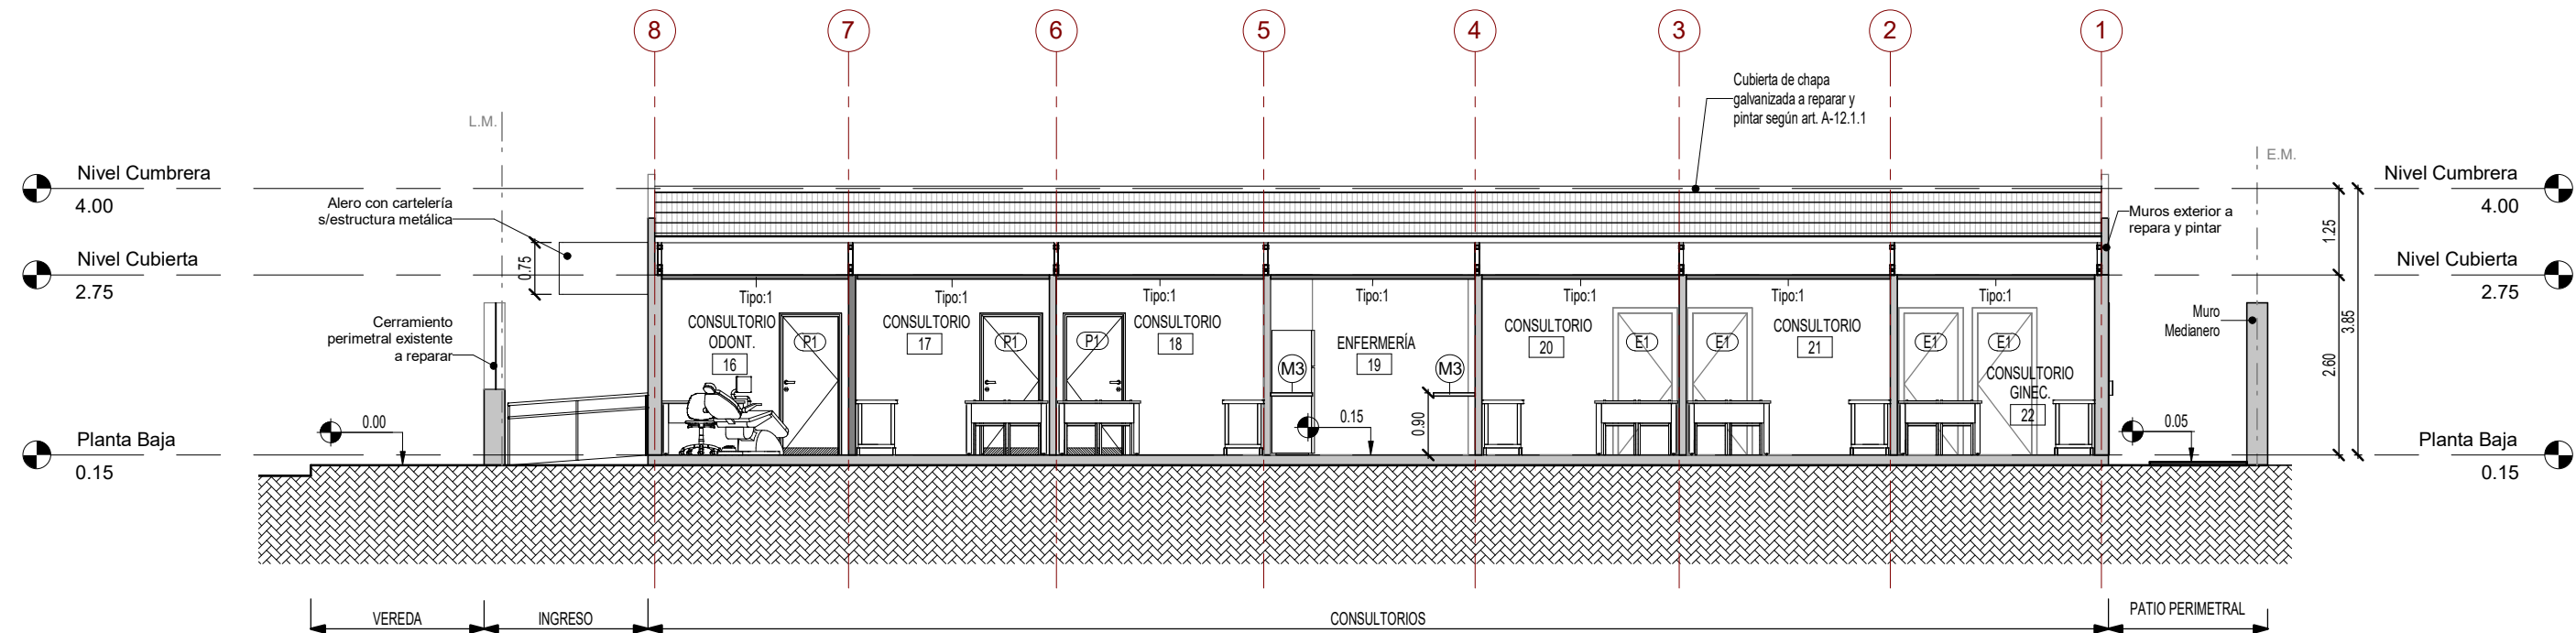 8
7
6
5
4
3
2
1
Cubierta de chapa
galvanizada a reparar y
pintar según art. A-12.1.1
L.M.
E.M.
Nivel Cumbrera
4.00
Alero con cartelería
s/estructura metálica
Nivel Cubierta
2.75
0.75
Cerramiento
perimetral existente
a reparar
Planta Baja
0.15
0.00
Tipo:1
CONSULTORIO
ODONT.
16
P1
Tipo:1
CONSULTORIO
17
P1
P1
Tipo:1
CONSULTORIO
18
Tipo:1
ENFERMERÍA
19
M3
M3
0.15
0.90
Tipo:1
CONSULTORIO
20
E1
E1
Tipo:1
CONSULTORIO
21
E1
E1
Tipo:1
CONSULTORIO
GINEC.
22
Muros exterior a
repara y pintar
Muro
Medianero
0.05
1.25
2.60
3.85
Nivel Cumbrera
4.00
Nivel Cubierta
2.75
Planta Baja
0.15
VEREDA
INGRESO
CONSULTORIOS
PATIO PERIMETRAL